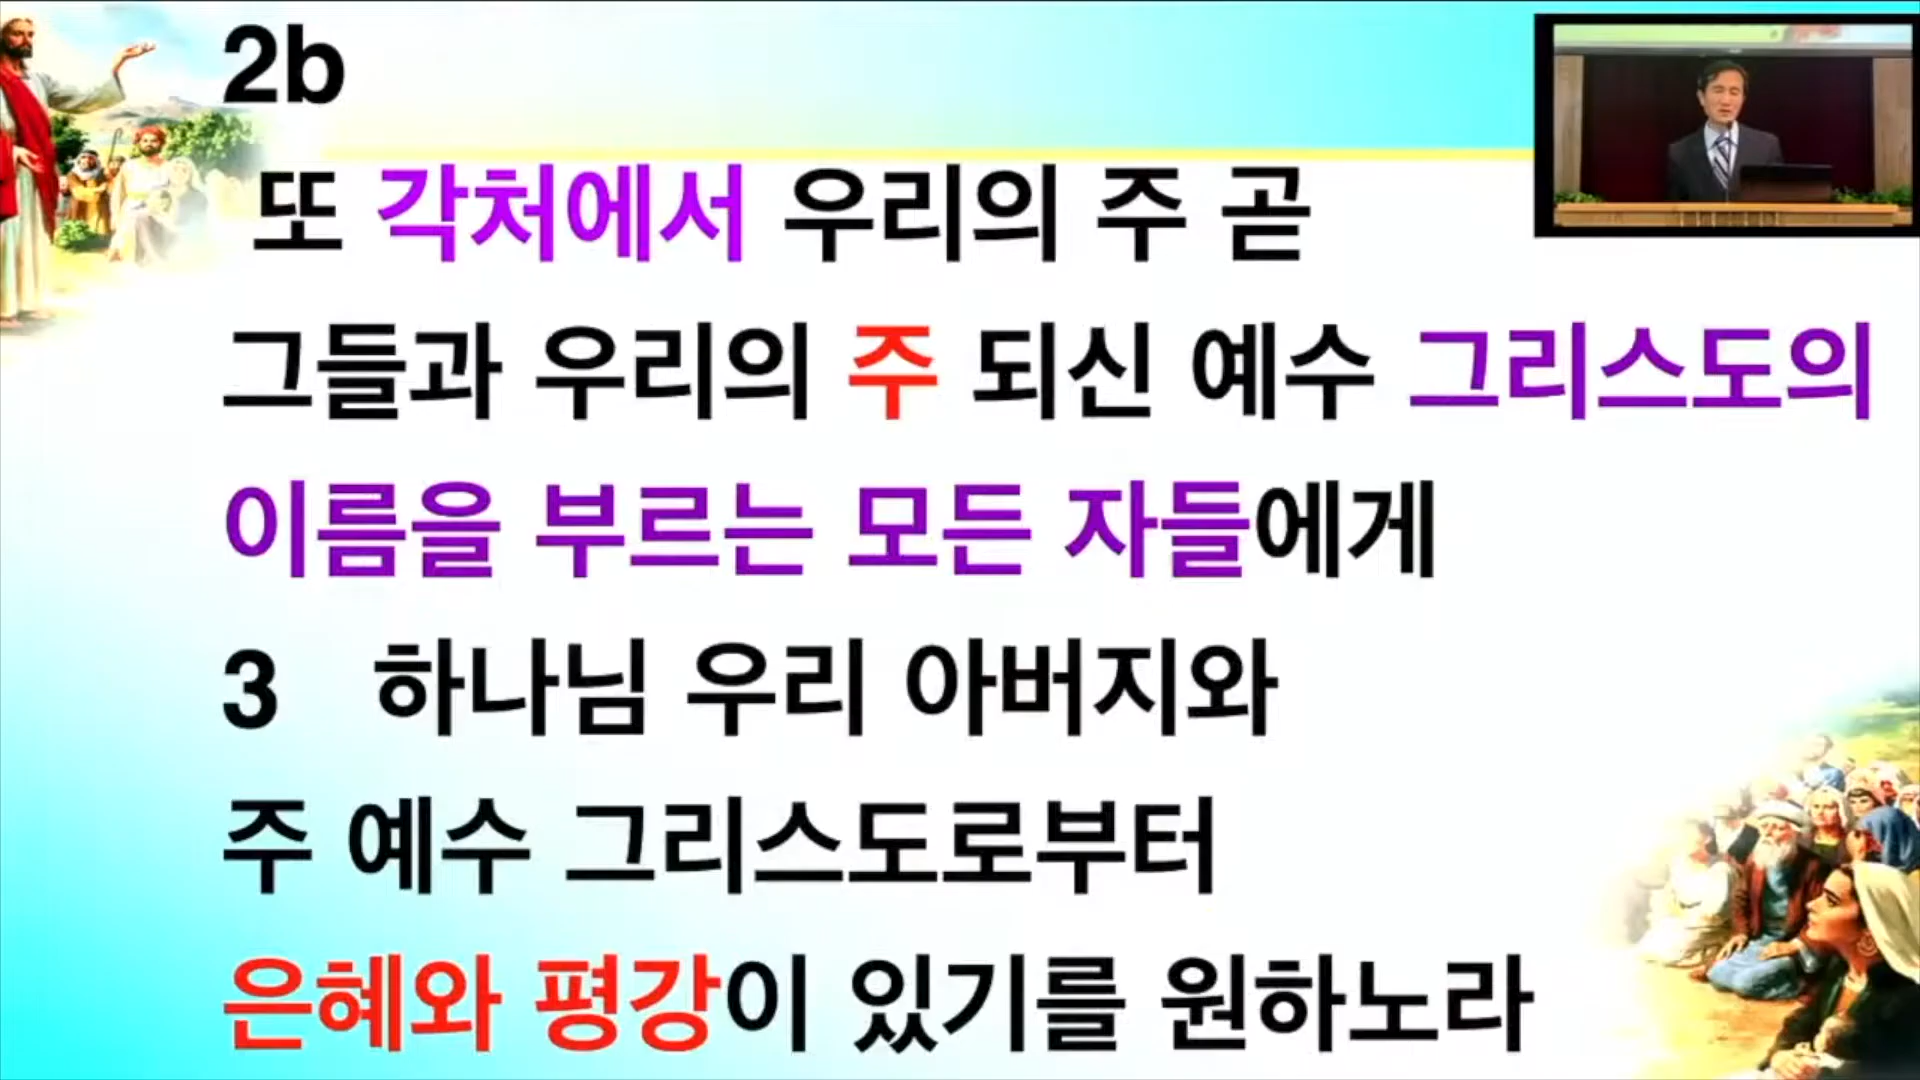 2b
또 각처에서 우리의 주 곧
그들과 우리의 주 되신 예수 그리스도의
이름을 부르는 모든 자들에게
3 하나님 우리 아버지와
주 예수 그리스도로부터
은혜와 평강이 있기를 원하노라